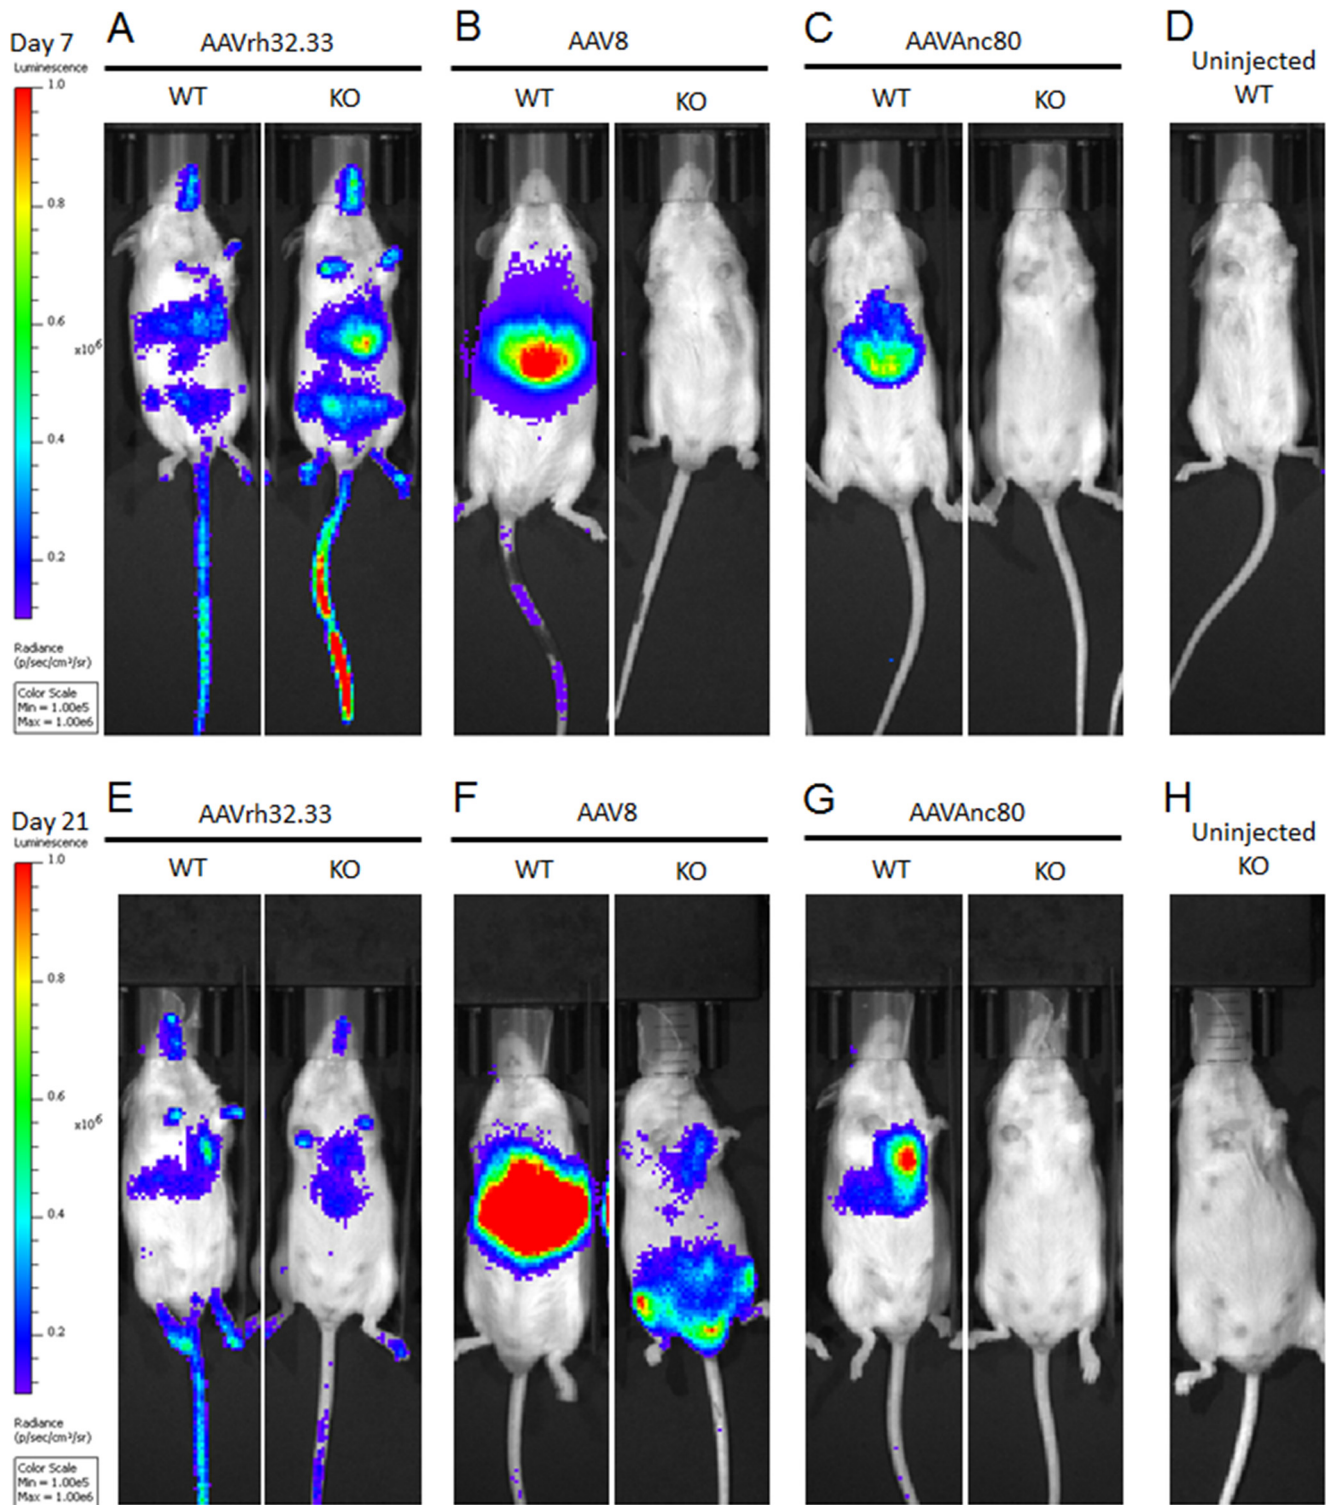 A
B
C
D
Day 7
AAVrh32.33
AAV8
AAVAnc80
Uninjected
WT
Luminescence
WT
KO
WT
KO
WT
KO
1.0
0.8
0.6
x10⁶
0.4
0.2
Radiance
(p/sec/cm²/sr)
Color Scale
Min = 1.00e5
Max = 1.00e6
E
F
G
H
Day 21
AAVrh32.33
AAV8
AAVAnc80
Uninjected
KO
Luminescence
WT
KO
WT
KO
WT
KO
1.0
0.8
0.6
x10⁶
0.4
0.2
Radiance
(p/sec/cm²/sr)
Color Scale
Min = 1.00e5
Max = 1.00e6